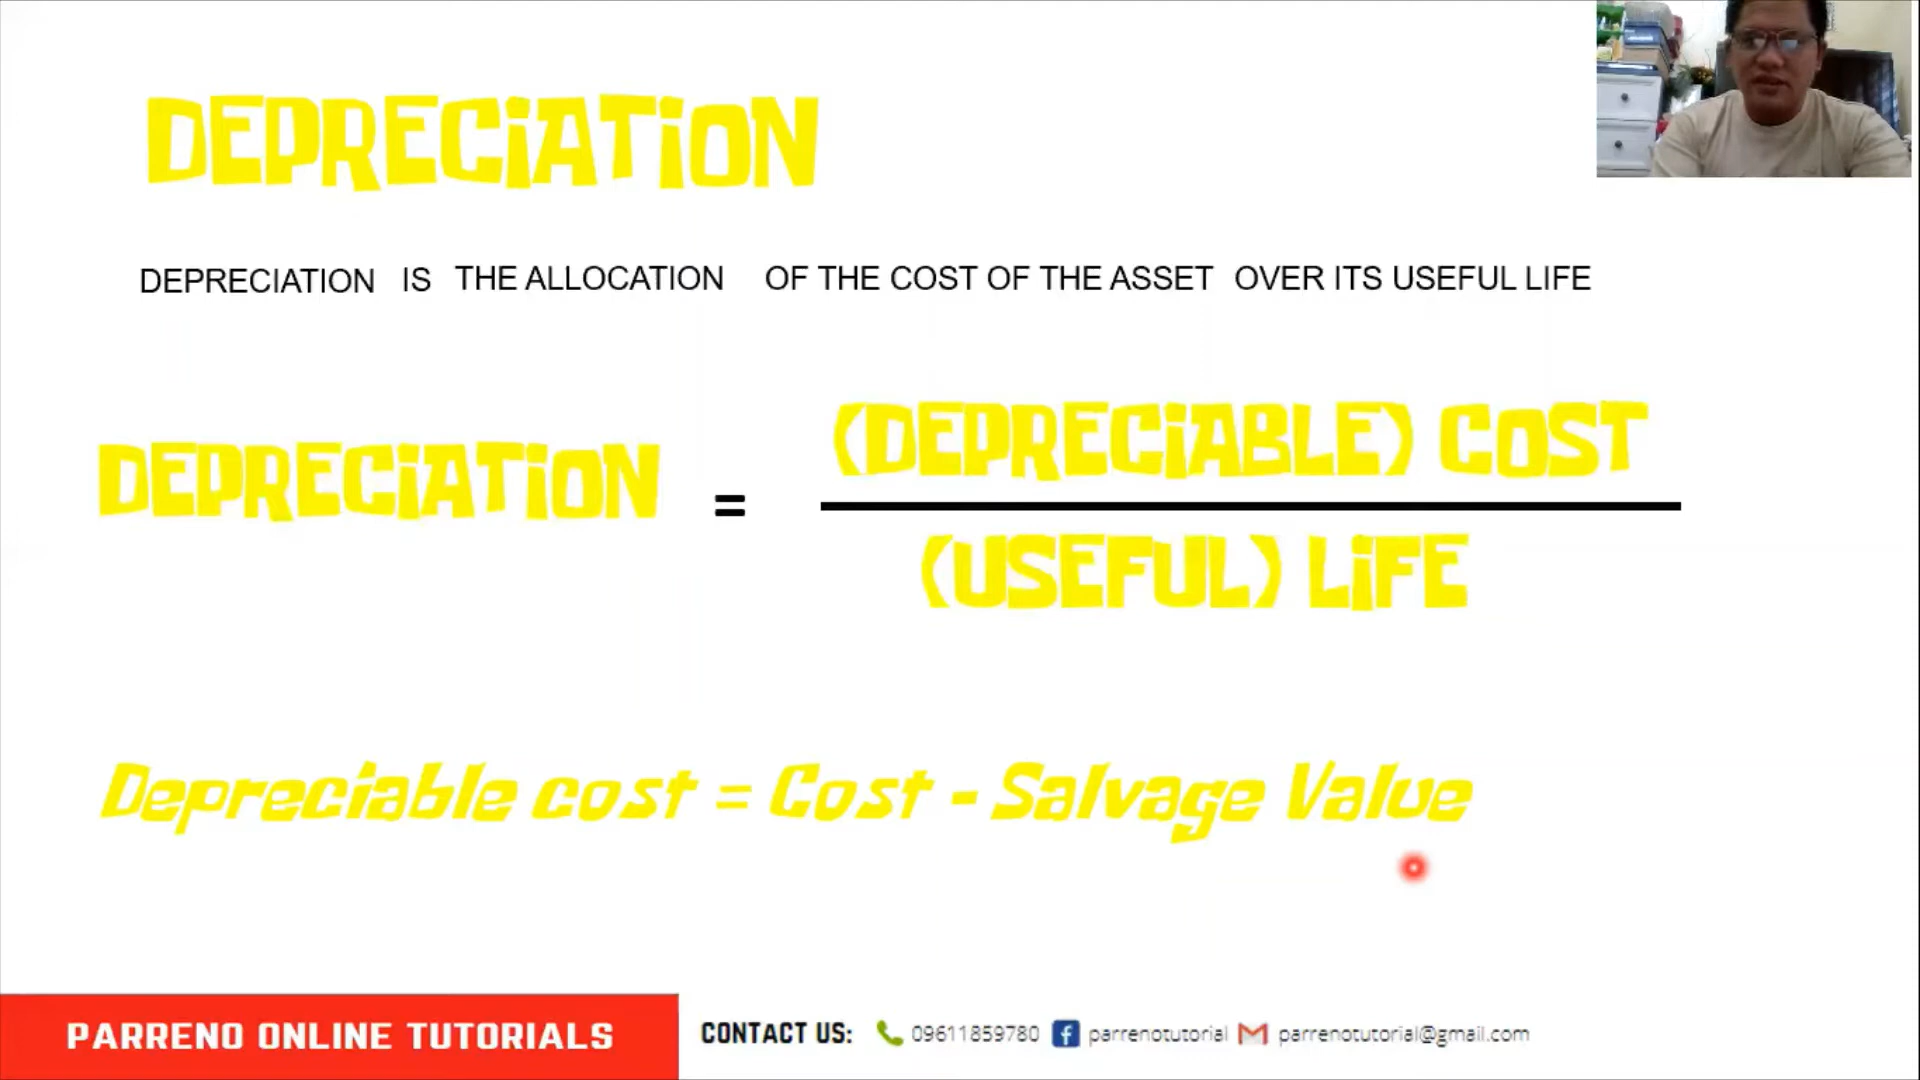 DEPRECIATION
DEPRECIATION IS THE ALLOCATION OF THE COST OF THE ASSET OVER ITS USEFUL LIFE
DEPRECIATION = (DEPRECIABLE) COST
(USEFUL) LIFE
Depreciable cost = Cost - Salvage Value
PARRENO ONLINE TUTORIALS CONTACT US: 09611859780 parrenotutorial parrenotutorial@gmail.com